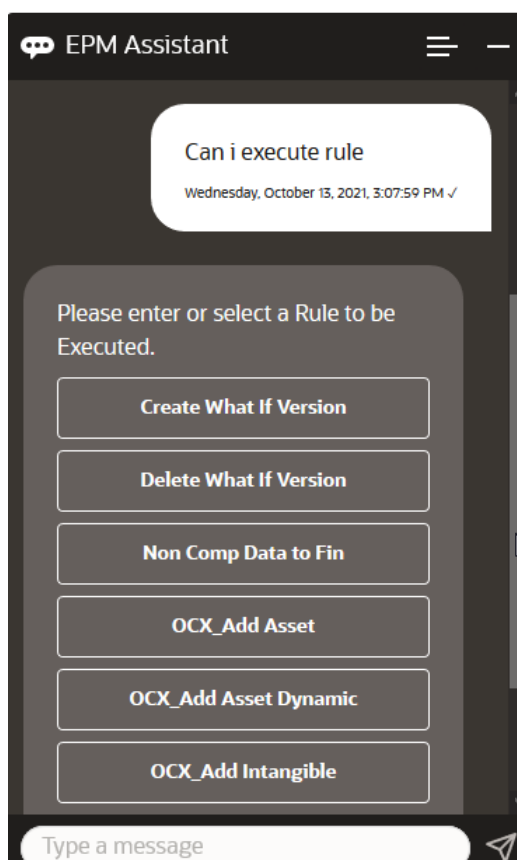 EPM Assistant
Can i execute rule
Wednesday, October 13, 2021, 3:07:59 PM ✓
Please enter or select a Rule to be
Executed.
Create What If Version
Delete What If Version
Non Comp Data to Fin
OCX_Add Asset
OCX_Add Asset Dynamic
OCX_Add Intangible
Type a message